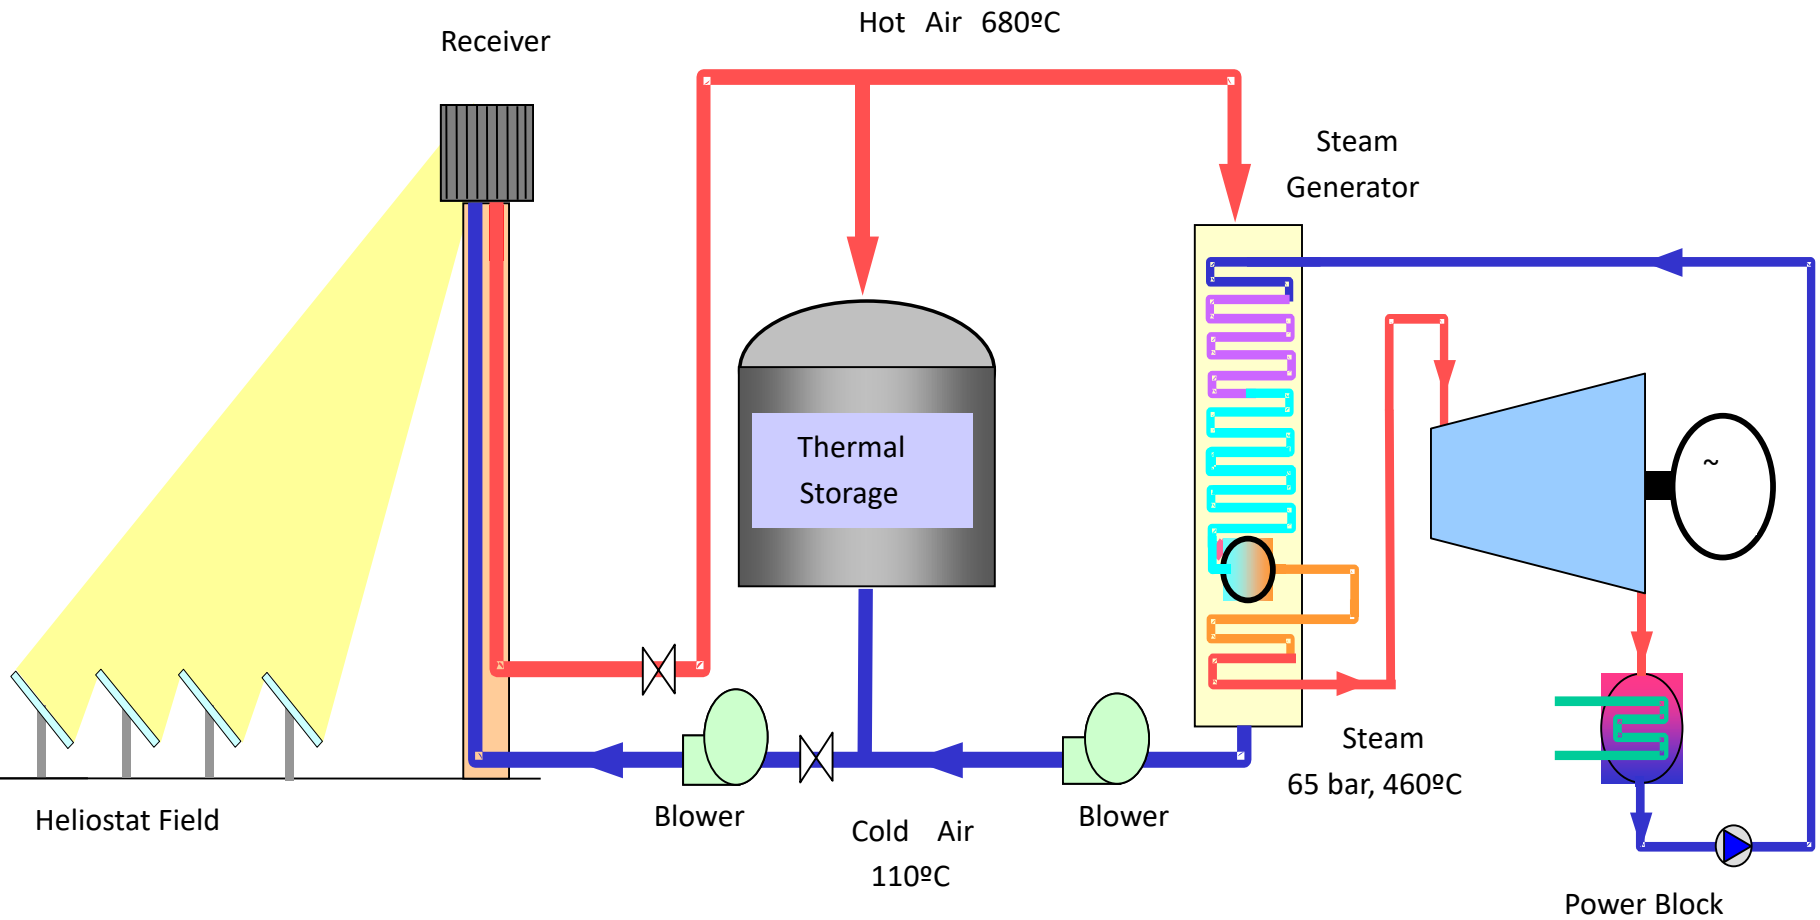 Hot Air 680ºC
Receiver
Steam
Generator
Thermal
Storage
~
Steam
65 bar, 460ºC
Blower
Blower
Heliostat Field
Cold Air
110ºC
Power Block